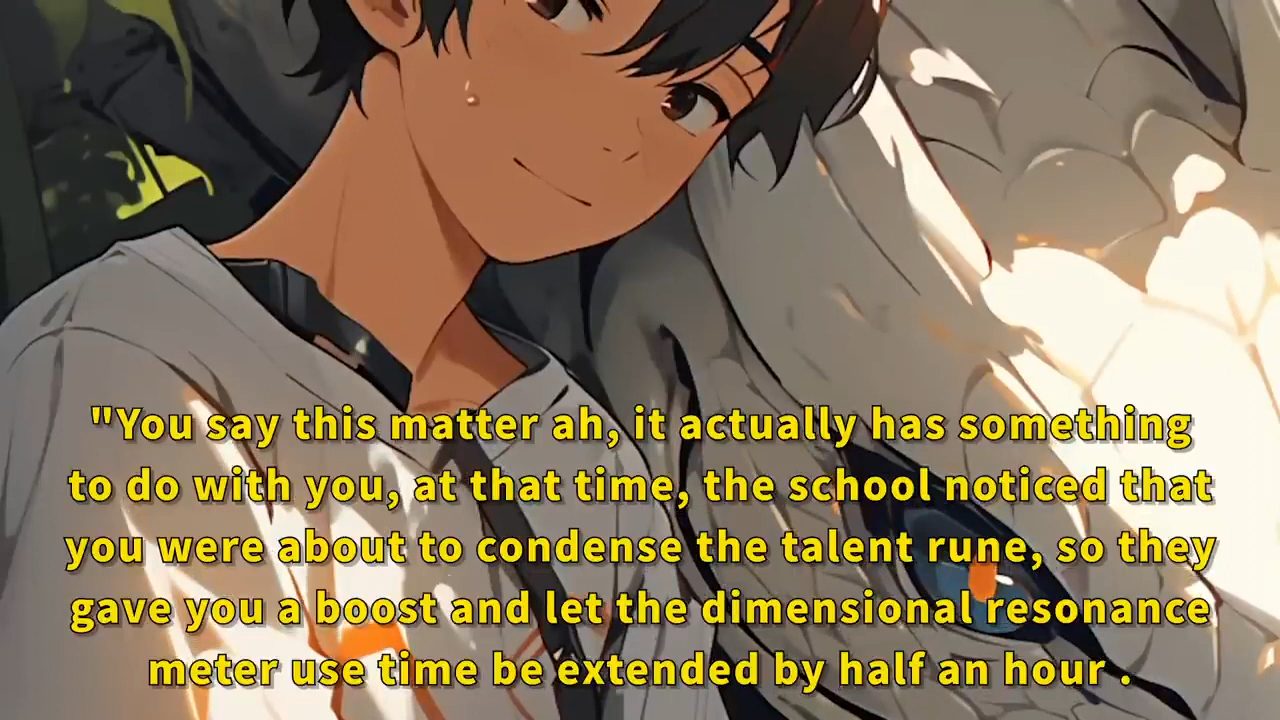 "You say this matter ah, it actually has something
to do with you, at that time, the school noticed that
you were about to condense the talent rune, so they
gave you a boost and let the dimensional resonance
meter use time be extended by half an hour .